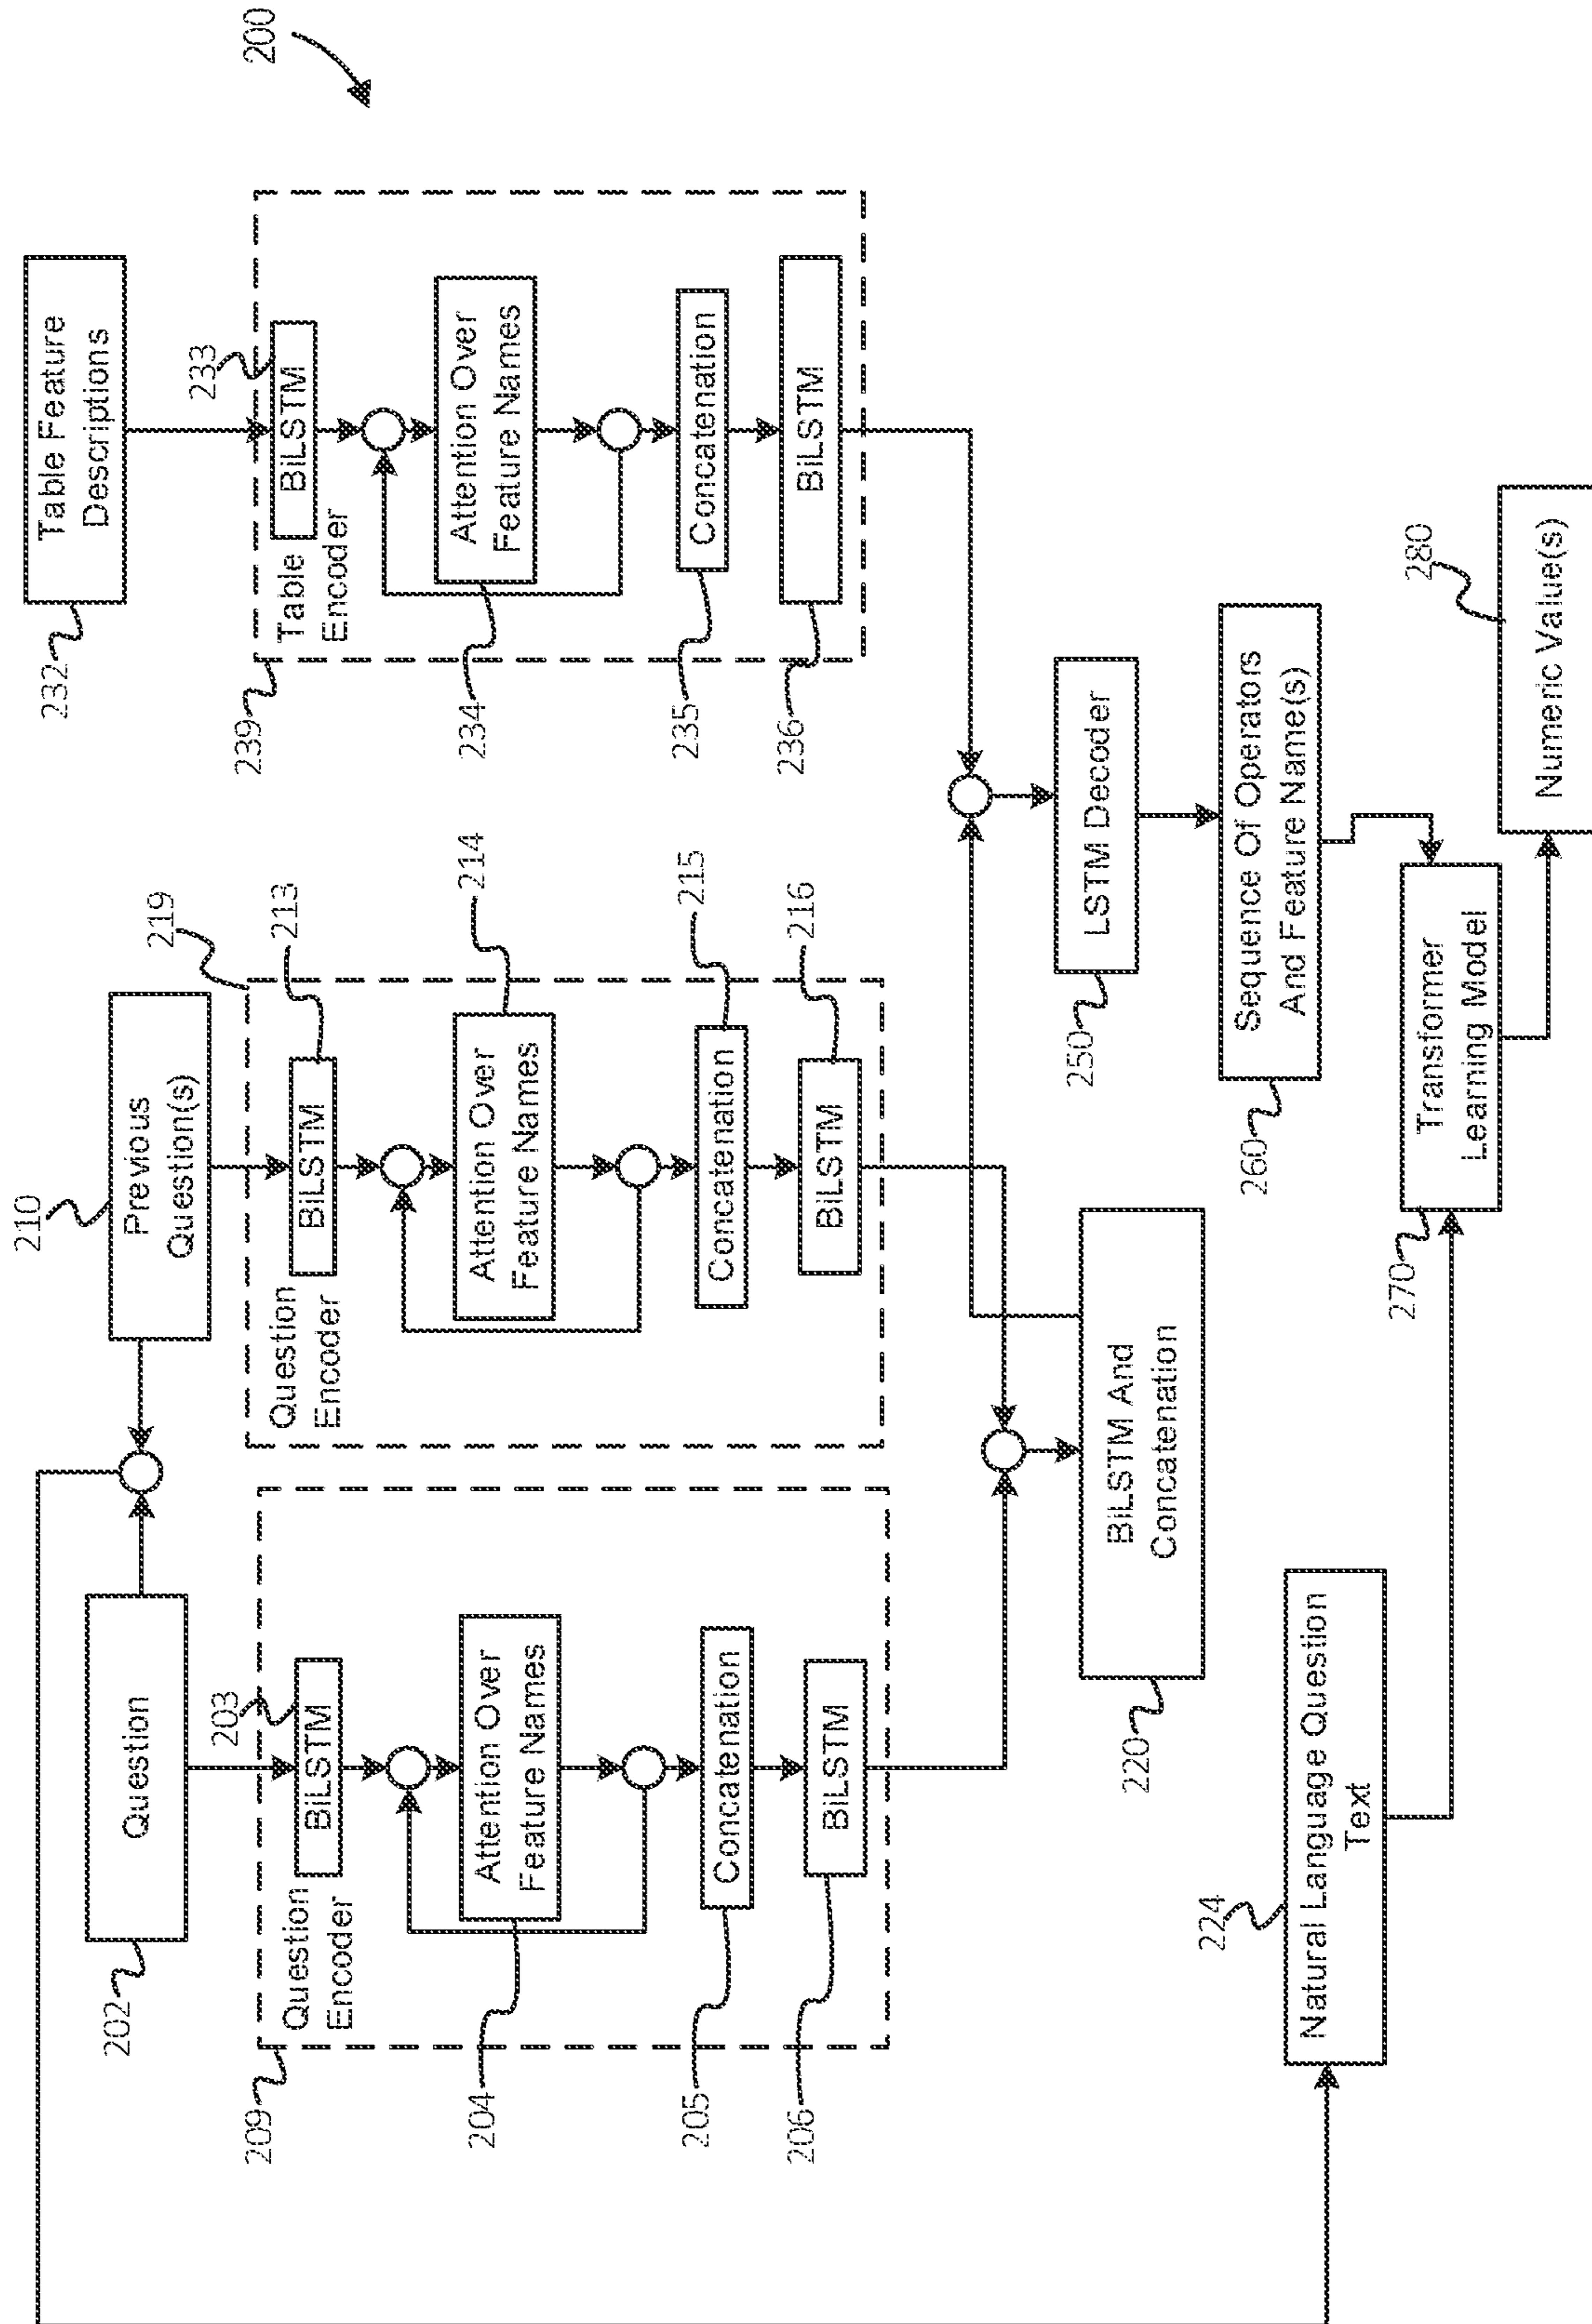 200
202
Question
210
Previous
Question(s)
232
Table Feature
Descriptions
209
Question
Encoder
203
BiLSTM
204
Attention Over
Feature Names
205
Concatenation
206
BiLSTM
219
Question
Encoder
213
BiLSTM
214
Attention Over
Feature Names
215
Concatenation
216
BiLSTM
239
Table
Encoder
233
BiLSTM
234
Attention Over
Feature Names
235
Concatenation
236
BiLSTM
220
BiLSTM And
Concatenation
250
LSTM Decoder
224
Natural Language Question
Text
260
Sequence Of Operators
And Feature Name(s)
270
Transformer
Learning Model
280
Numeric Value(s)